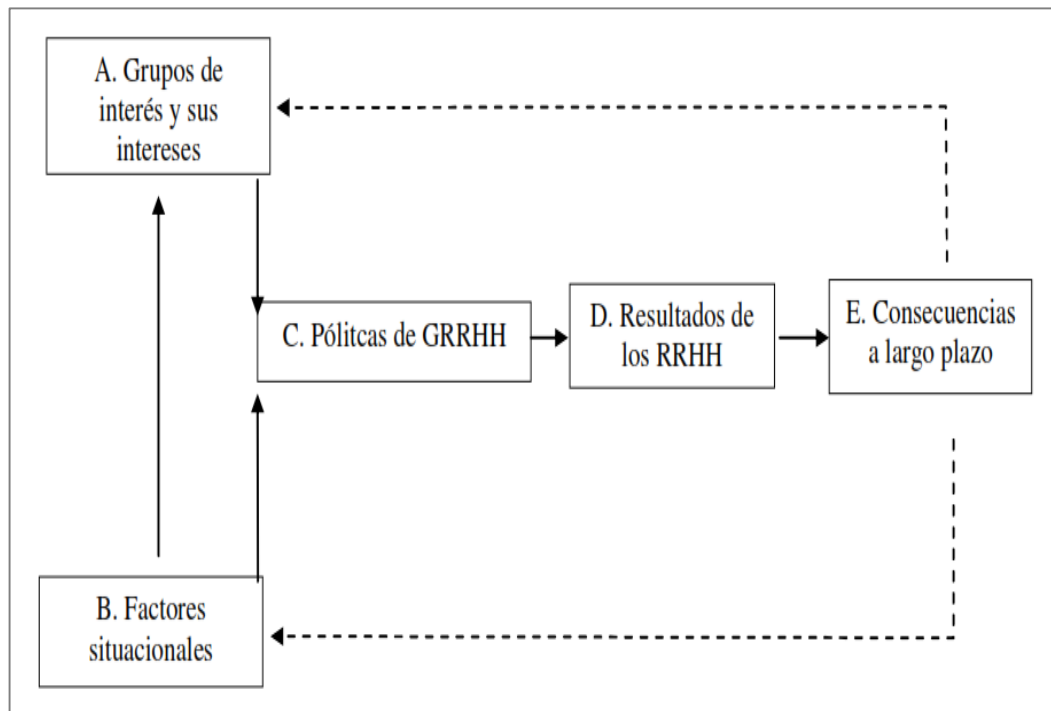 A. Grupos de
interés y sus
intereses
C. Pólitcas de GRRHH
D. Resultados de
los RRHH
E. Consecuencias
a largo plazo
B. Factores
situacionales